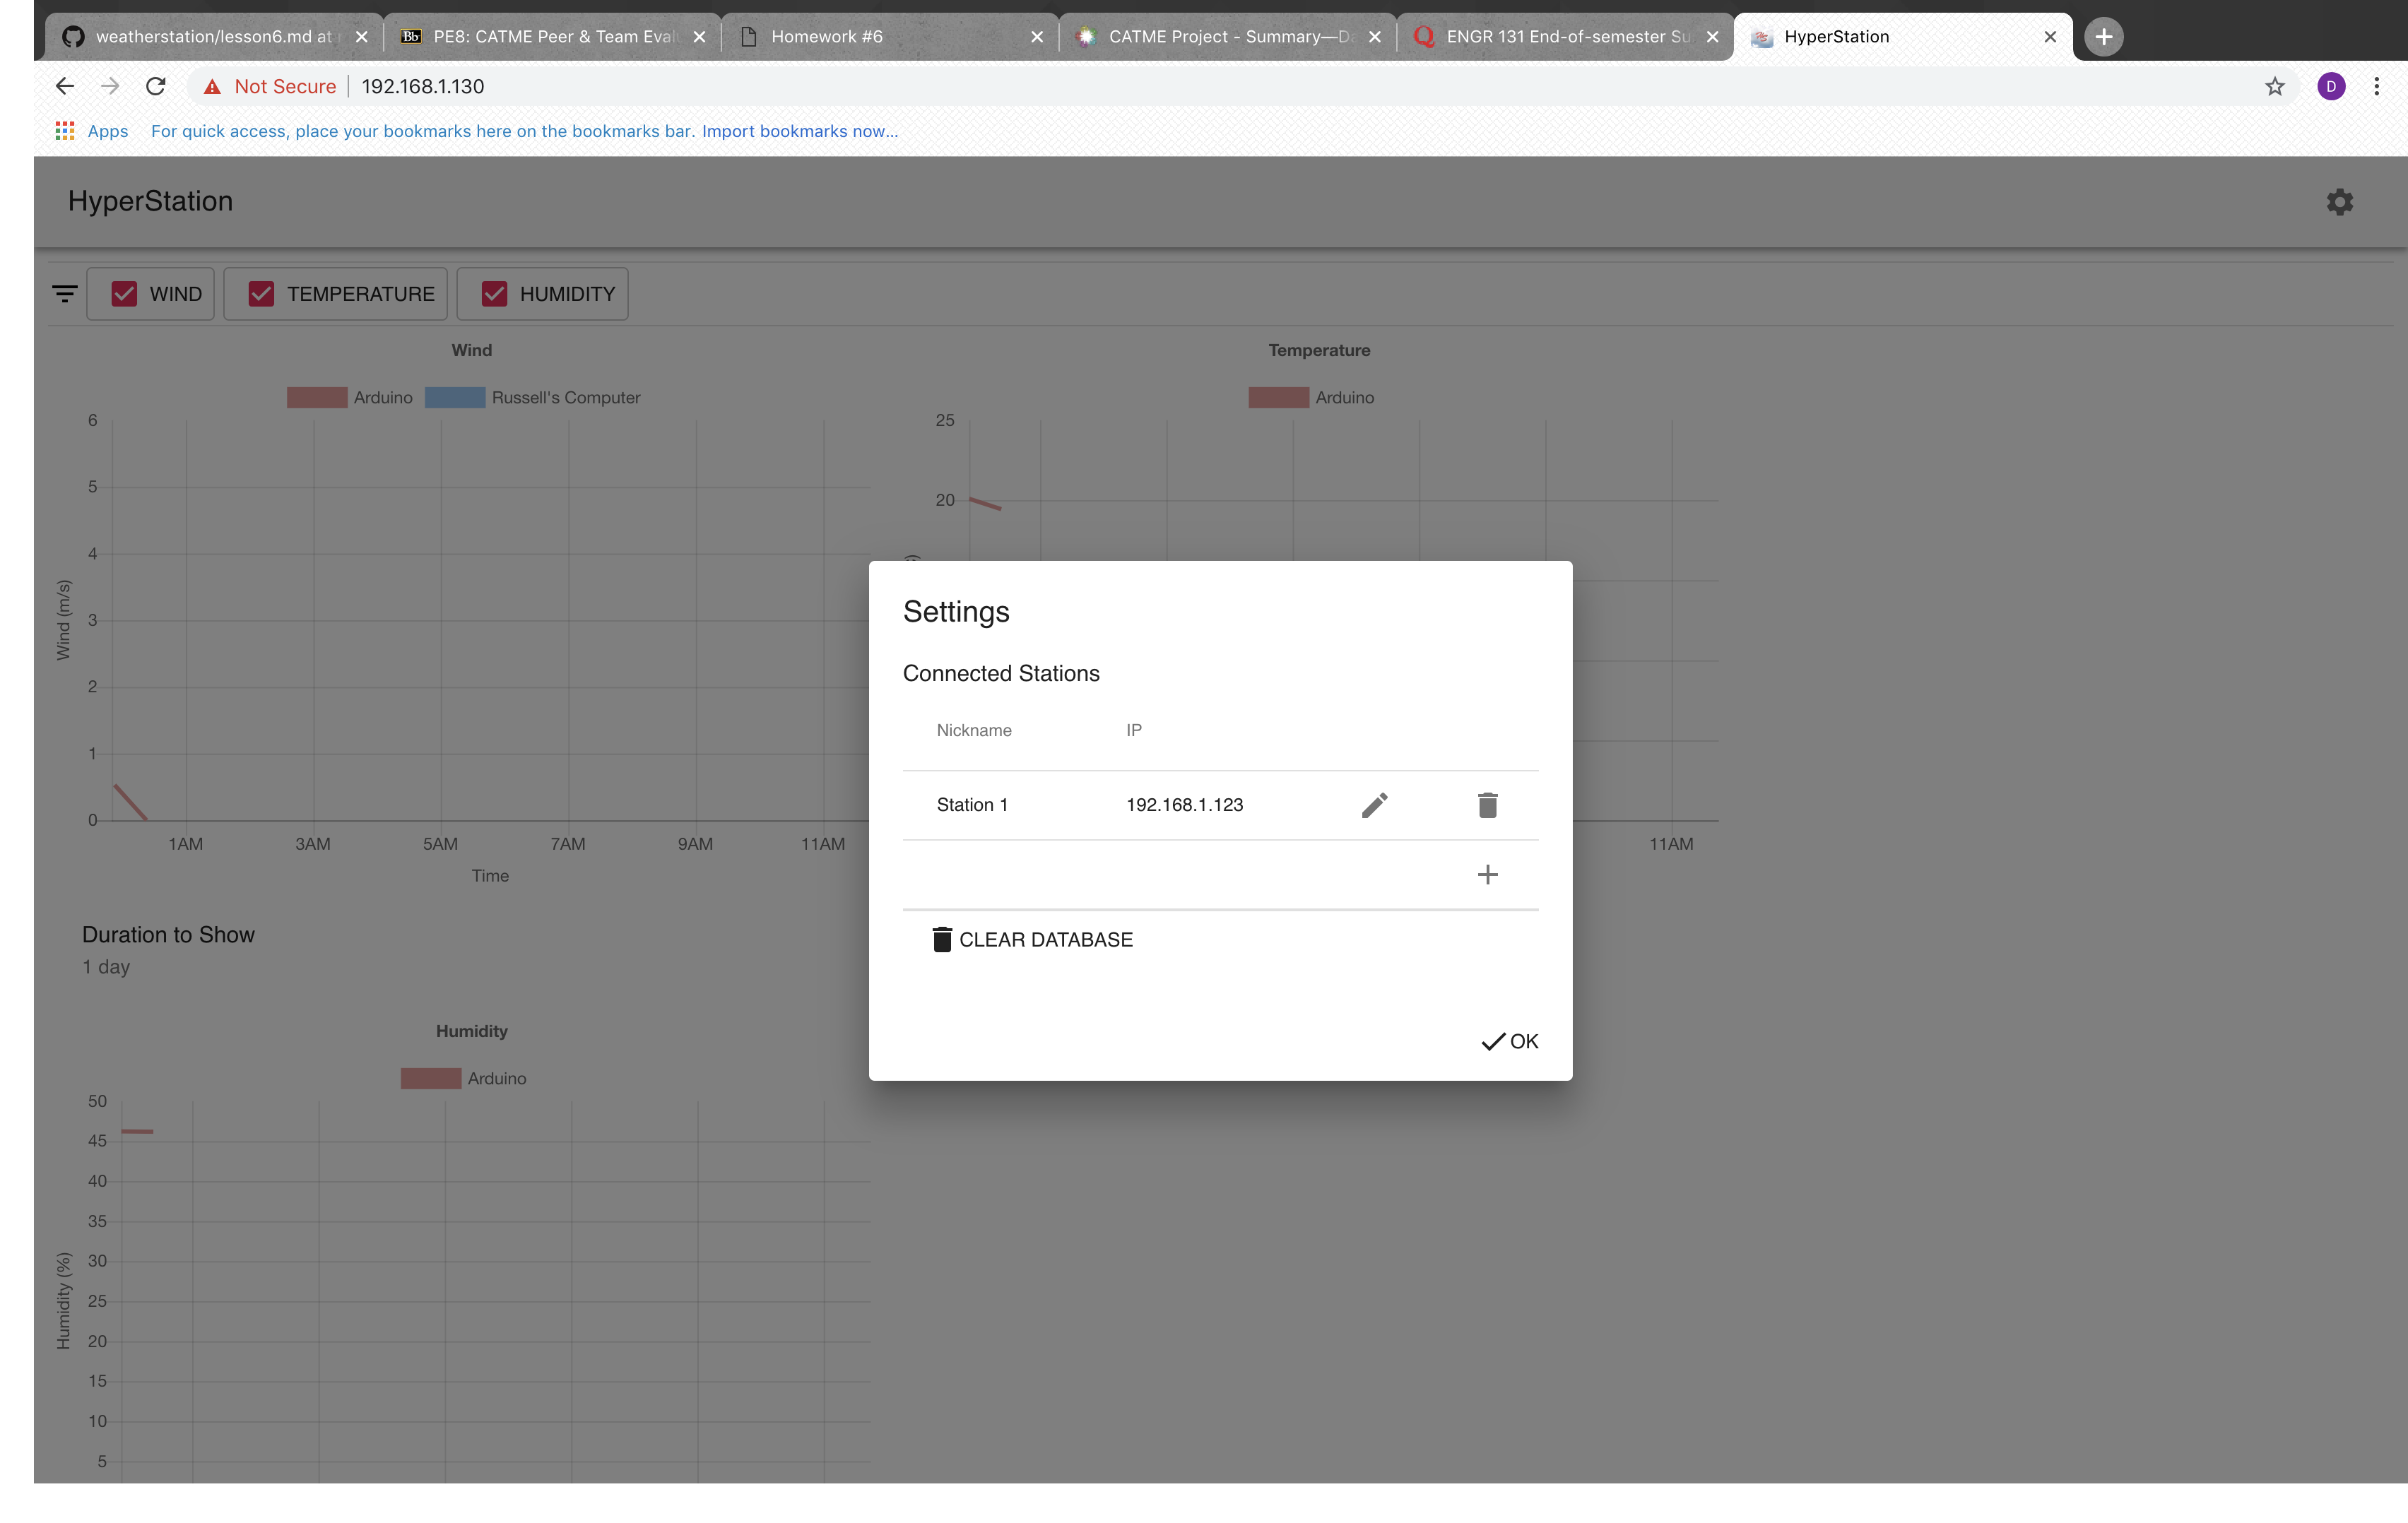 weatherstation/lesson6.md at
PE8: CATME Peer & Team Eval
Homework #6
CATME Project - Summary—Da
ENGR 131 End-of-semester Su
HyperStation
Not Secure
192.168.1.130
D
Apps
For quick access, place your bookmarks here on the bookmarks bar. Import bookmarks now...
HyperStation
WIND
TEMPERATURE
HUMIDITY
Wind
Arduino
Russell's Computer
6
5
4
3
2
1
0
Wind (m/s)
1AM
3AM
5AM
7AM
9AM
11AM
Time
Temperature
Arduino
25
20
11AM
Settings
Connected Stations
Nickname
IP
Station 1
192.168.1.123
CLEAR DATABASE
OK
Duration to Show
1 day
Humidity
Arduino
50
45
40
35
30
25
20
15
10
5
Humidity (%)